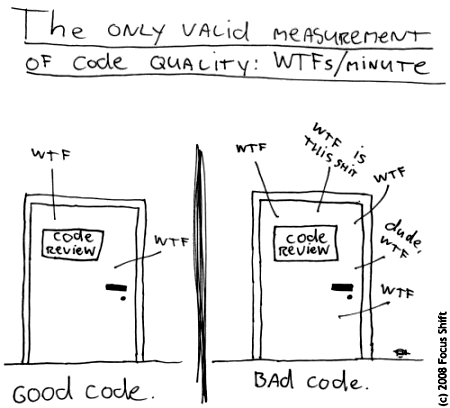 The ONLY VALID MEASUREMENT
OF Code QUALITY: WTFs/MINUTE
WTF
Code
REVIEW
WTF
GOOD CODE.
WTF
WTF IS
THIS SHIT
WTF
Code
REVIEW
dude,
WTF
WTF
BAd CODE.
(c) 2008 Focus Shift